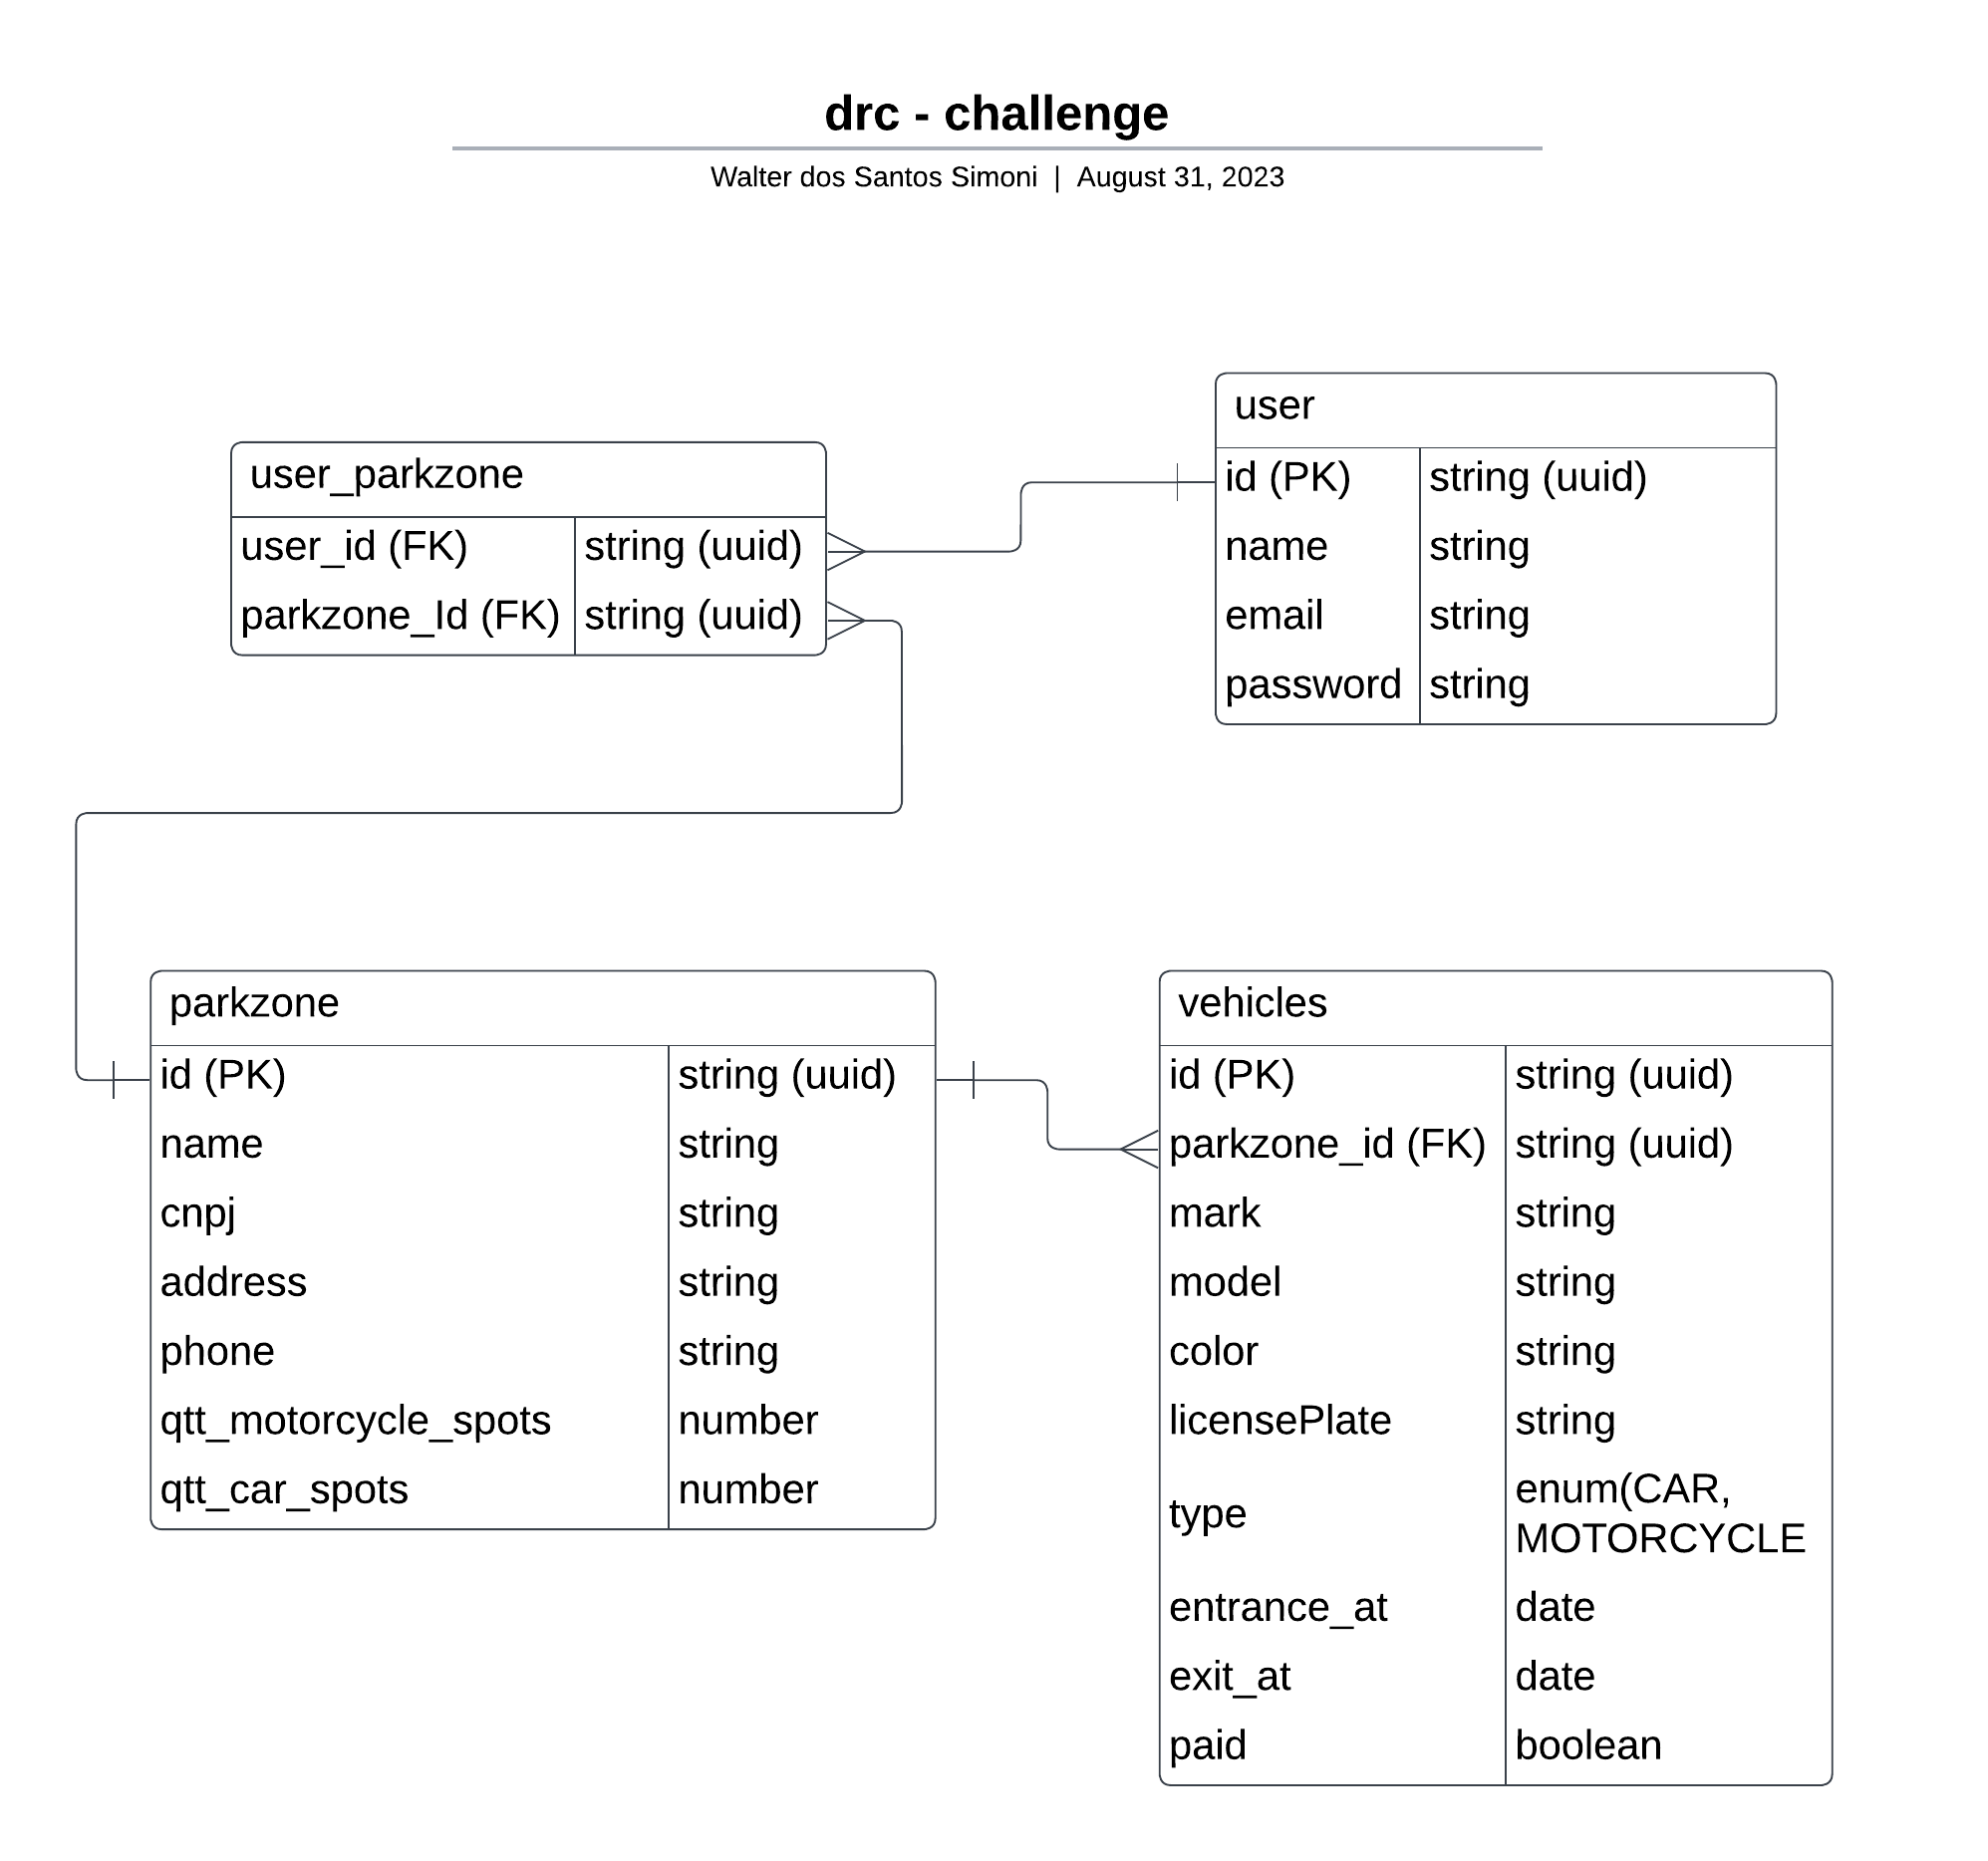 drc - challenge
Walter dos Santos Simoni | August 31, 2023
user_parkzone
user_id (FK) string (uuid)
parkzone_Id (FK) string (uuid)
user
id (PK) string (uuid)
name string
email string
password string
parkzone
id (PK) string (uuid)
name string
cnpj string
address string
phone string
qtt_motorcycle_spots number
qtt_car_spots number
vehicles
id (PK) string (uuid)
parkzone_id (FK) string (uuid)
mark string
model string
color string
licensePlate string
type enum(CAR,
MOTORCYCLE
entrance_at date
exit_at date
paid boolean